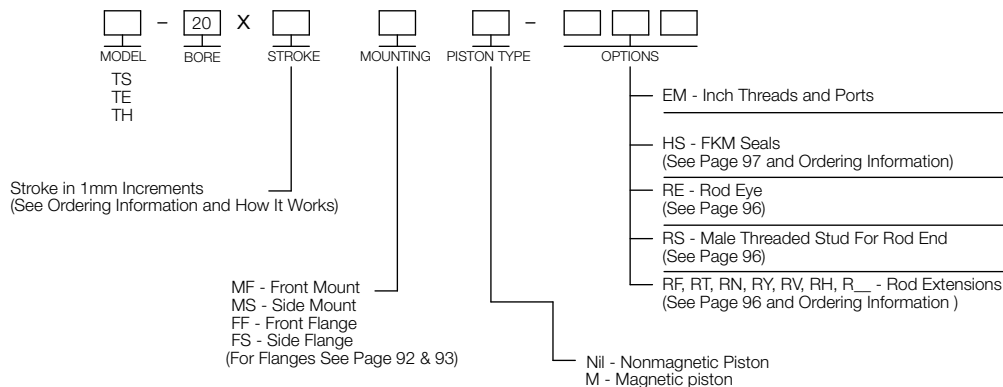 - 20 X -
MODEL BORE STROKE MOUNTING PISTON TYPE OPTIONS
TS
TE
TH
EM - Inch Threads and Ports
HS - FKM Seals
(See Page 97 and Ordering Information)
Stroke in 1mm Increments
(See Ordering Information and How It Works)
RE - Rod Eye
(See Page 96)
RS - Male Threaded Stud For Rod End
(See Page 96)
RF, RT, RN, RY, RV, RH, R__ - Rod Extensions
(See Page 96 and Ordering Information )
MF - Front Mount
MS - Side Mount
FF - Front Flange
FS - Side Flange
(For Flanges See Page 92 & 93)
Nil - Nonmagnetic Piston
M - Magnetic piston